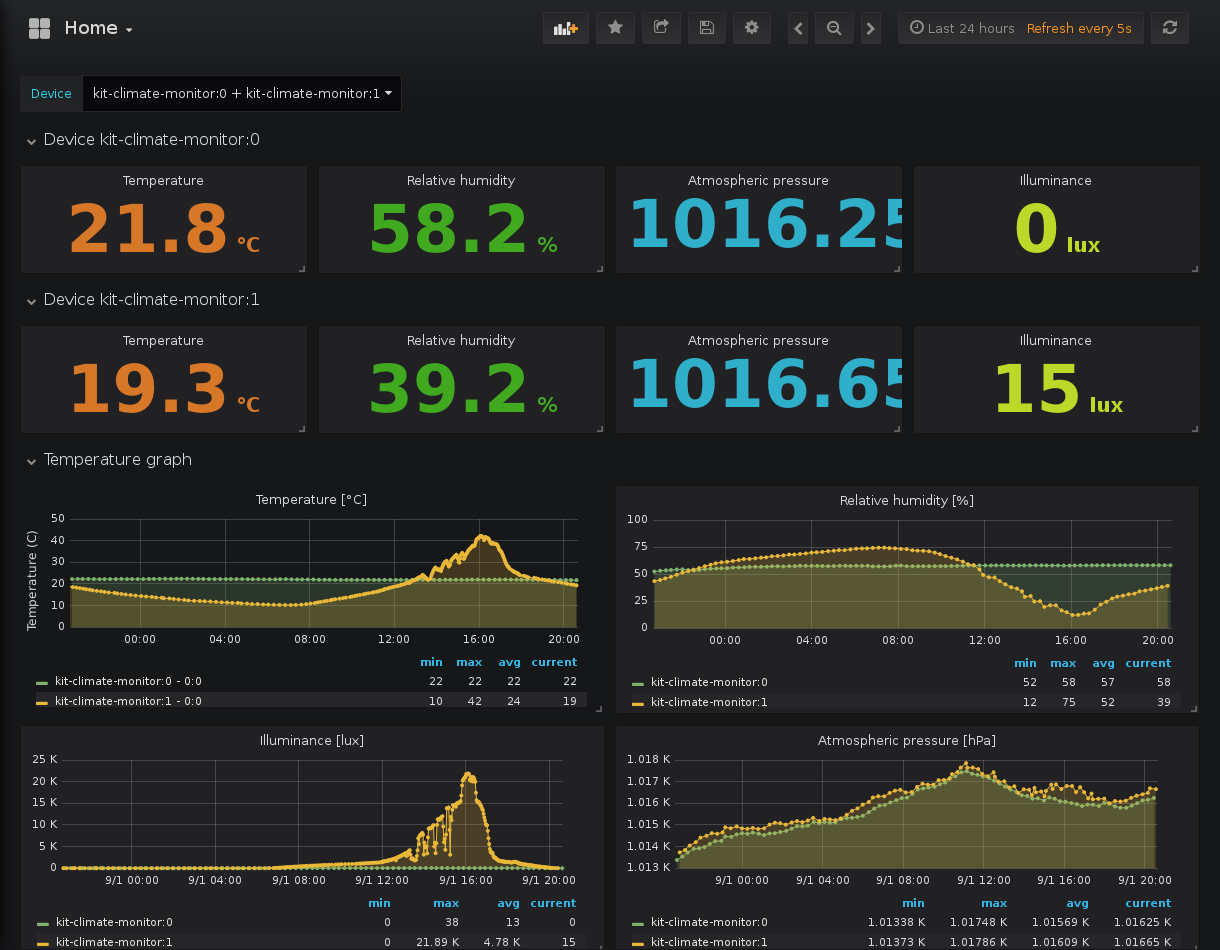 Home
Last 24 hours Refresh every 5s
Device kit-climate-monitor:0 + kit-climate-monitor:1
Device kit-climate-monitor:0
Temperature Relative humidity Atmospheric pressure Illuminance
21.8 °C 58.2 % 1016.25 0 lux
Device kit-climate-monitor:1
Temperature Relative humidity Atmospheric pressure Illuminance
19.3 °C 39.2 % 1016.65 15 lux
Temperature graph
Temperature [°C]
Temperature (C)
50
40
30
20
10
0
00:00 04:00 08:00 12:00 16:00 20:00
min max avg current
kit-climate-monitor:0 - 0:0 22 22 22 22
kit-climate-monitor:1 - 0:0 10 42 24 19
Relative humidity [%]
100
75
50
25
0
00:00 04:00 08:00 12:00 16:00 20:00
min max avg current
kit-climate-monitor:0 52 58 57 58
kit-climate-monitor:1 12 75 52 39
Illuminance [lux]
25 K
20 K
15 K
10 K
5 K
0
9/1 00:00 9/1 04:00 9/1 08:00 9/1 12:00 9/1 16:00 9/1 20:00
min max avg current
kit-climate-monitor:0 0 38 13 0
kit-climate-monitor:1 0 21.89 K 4.78 K 15
Atmospheric pressure [hPa]
1.018 K
1.017 K
1.016 K
1.015 K
1.014 K
1.013 K
9/1 00:00 9/1 04:00 9/1 08:00 9/1 12:00 9/1 16:00 9/1 20:00
min max avg current
kit-climate-monitor:0 1.01338 K 1.01748 K 1.01569 K 1.01625 K
kit-climate-monitor:1 1.01373 K 1.01786 K 1.01609 K 1.01665 K